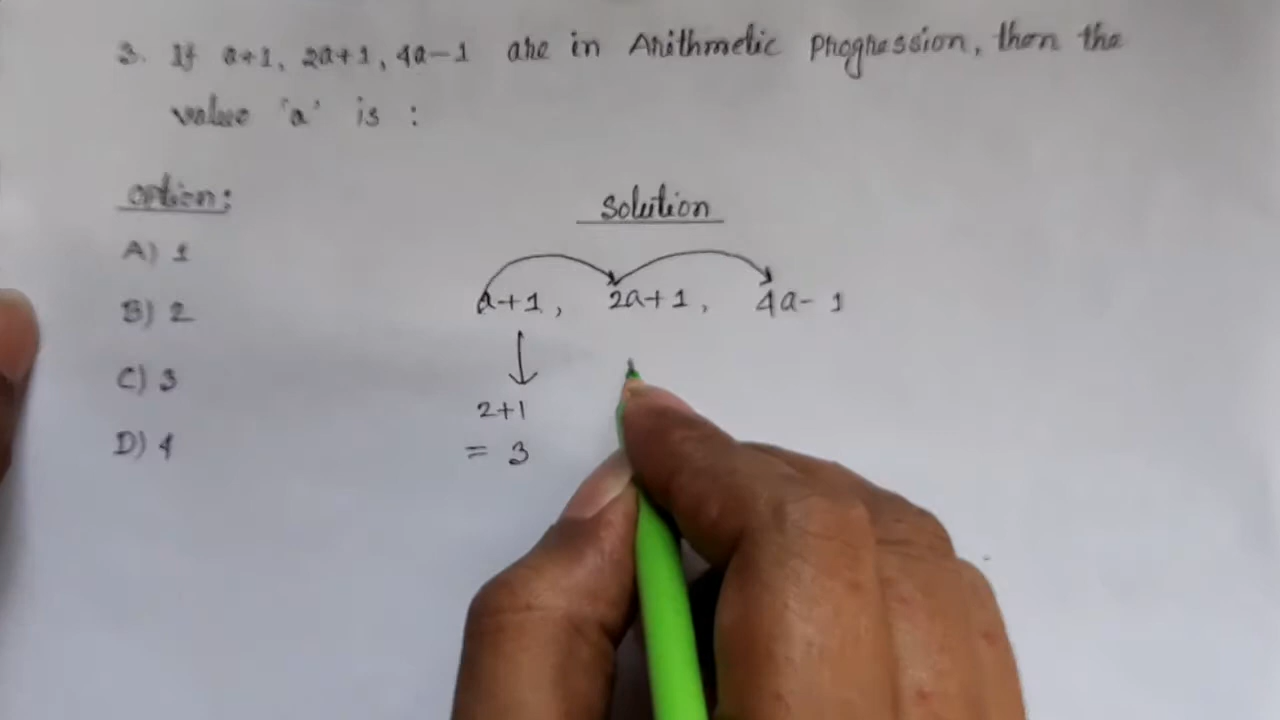 3. If a+1, 2a+1, 4a-1 are in Arithmetic Progression, then the
value 'a' is :
Option:
A) 1
B) 2
C) 3
D) 4
Solution
a+1, 2a+1, 4a-1
2+1
= 3